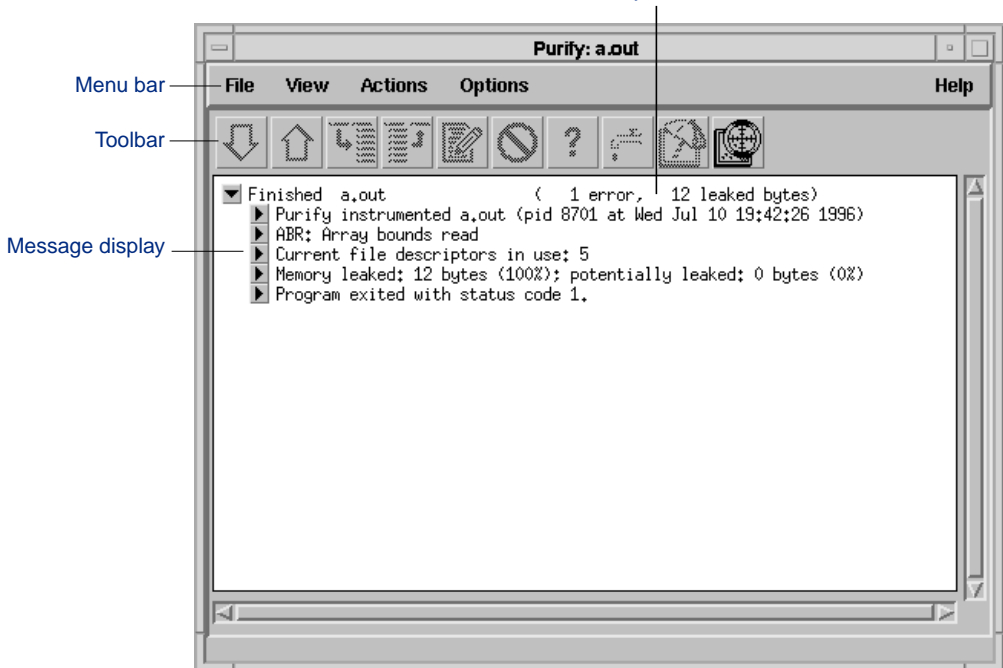 Purify: a.out
Menu bar
File View Actions Options Help
Toolbar
?
Finished a.out ( 1 error, 12 leaked bytes)
Purify instrumented a.out (pid 8701 at Wed Jul 10 19:42:26 1996)
ABR: Array bounds read
Message display
Current file descriptors in use: 5
Memory leaked: 12 bytes (100%); potentially leaked: 0 bytes (0%)
Program exited with status code 1.